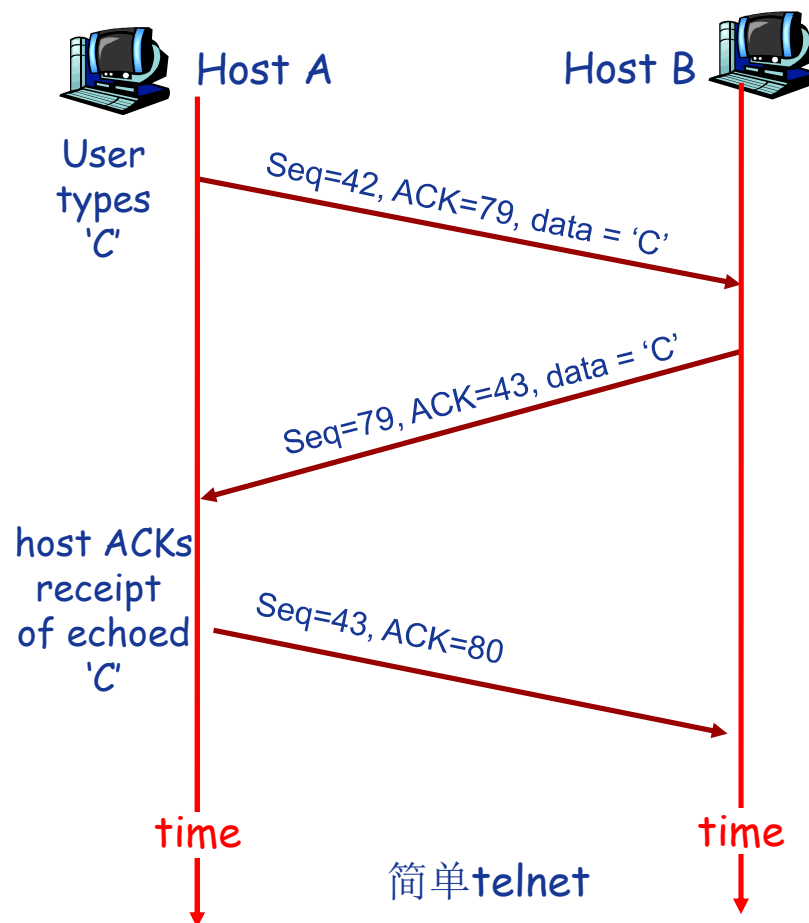 Host A
Host B
User
types
‘C’
Seq=42, ACK=79, data = ‘C’
Seq=79, ACK=43, data = ‘C’
host ACKs
receipt
of echoed
‘C’
Seq=43, ACK=80
time
time
简单telnet